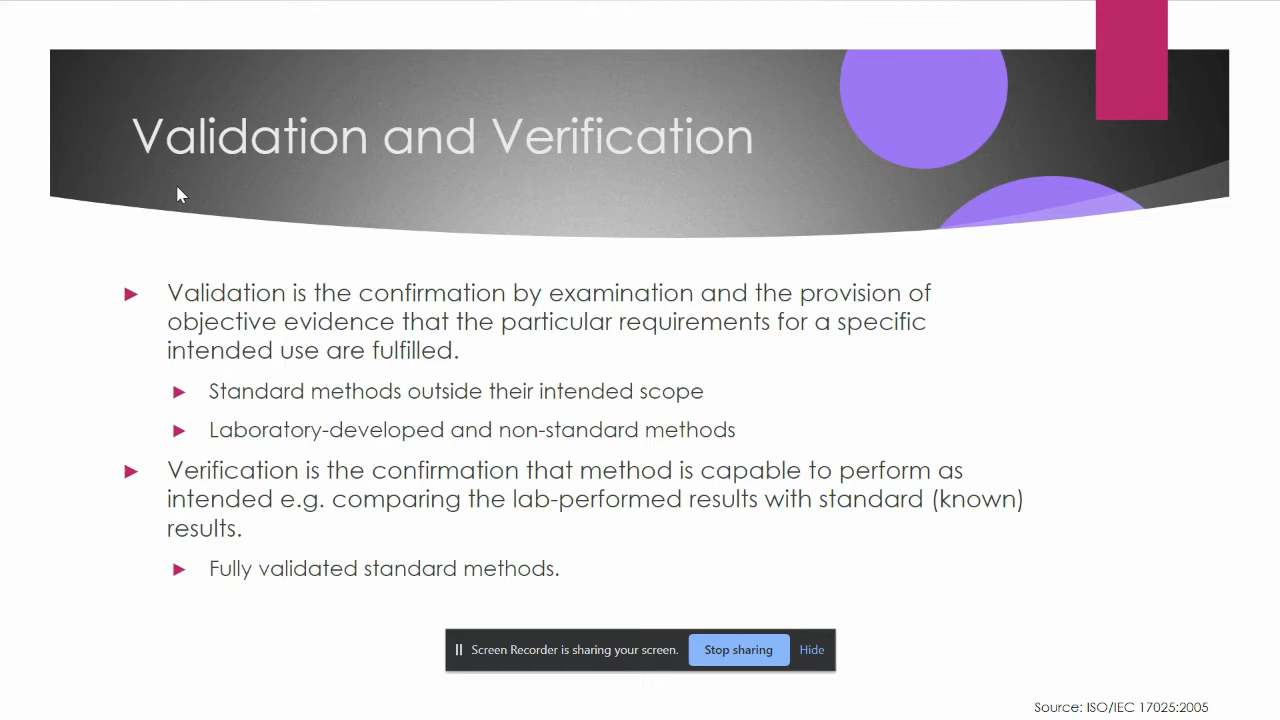 Validation and Verification
Validation is the confirmation by examination and the provision of
objective evidence that the particular requirements for a specific
intended use are fulfilled.
Standard methods outside their intended scope
Laboratory-developed and non-standard methods
Verification is the confirmation that method is capable to perform as
intended e.g. comparing the lab-performed results with standard (known)
results.
Fully validated standard methods.
Screen Recorder is sharing your screen. Stop sharing Hide
Source: ISO/IEC 17025:2005